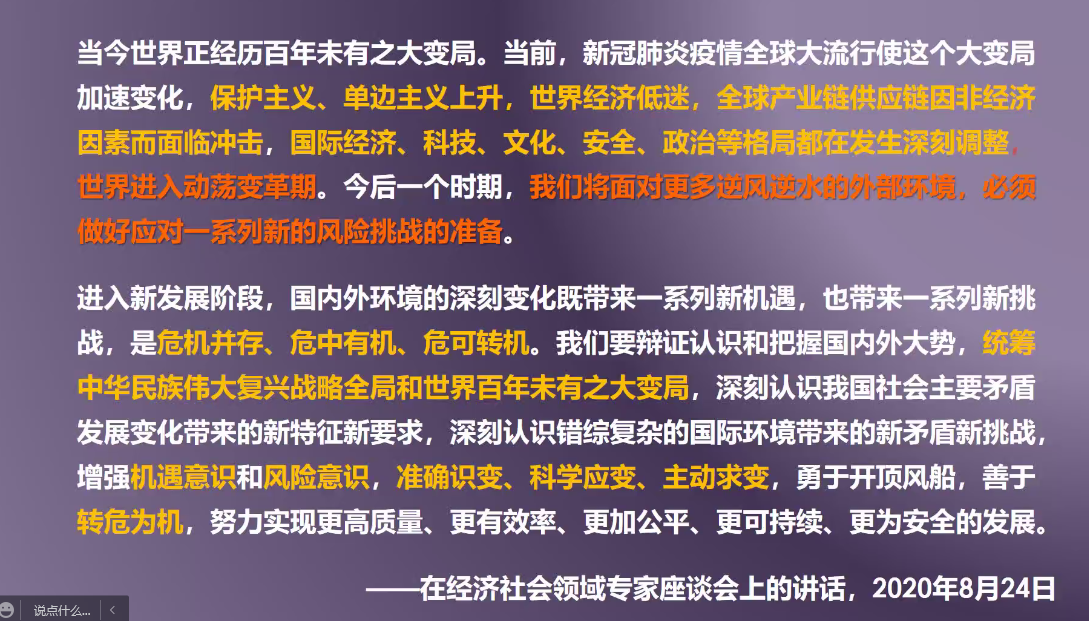 当今世界正经历百年未有之大变局。当前，新冠肺炎疫情全球大流行使这个大变局
加速变化，保护主义、单边主义上升，世界经济低迷，全球产业链供应链因非经济
因素而面临冲击，国际经济、科技、文化、安全、政治等格局都在发生深刻调整，
世界进入动荡变革期。今后一个时期，我们将面对更多逆风逆水的外部环境，必须
做好应对一系列新的风险挑战的准备。
进入新发展阶段，国内外环境的深刻变化既带来一系列新机遇，也带来一系列新挑
战，是危机并存、危中有机、危可转机。我们要辩证认识和把握国内外大势，统筹
中华民族伟大复兴战略全局和世界百年未有之大变局，深刻认识我国社会主要矛盾
发展变化带来的新特征新要求，深刻认识错综复杂的国际环境带来的新矛盾新挑战，
增强机遇意识和风险意识，准确识变、科学应变、主动求变，勇于开顶风船，善于
转危为机，努力实现更高质量、更有效率、更加公平、更可持续、更为安全的发展。
——在经济社会领域专家座谈会上的讲话，2020年8月24日
说点什么...